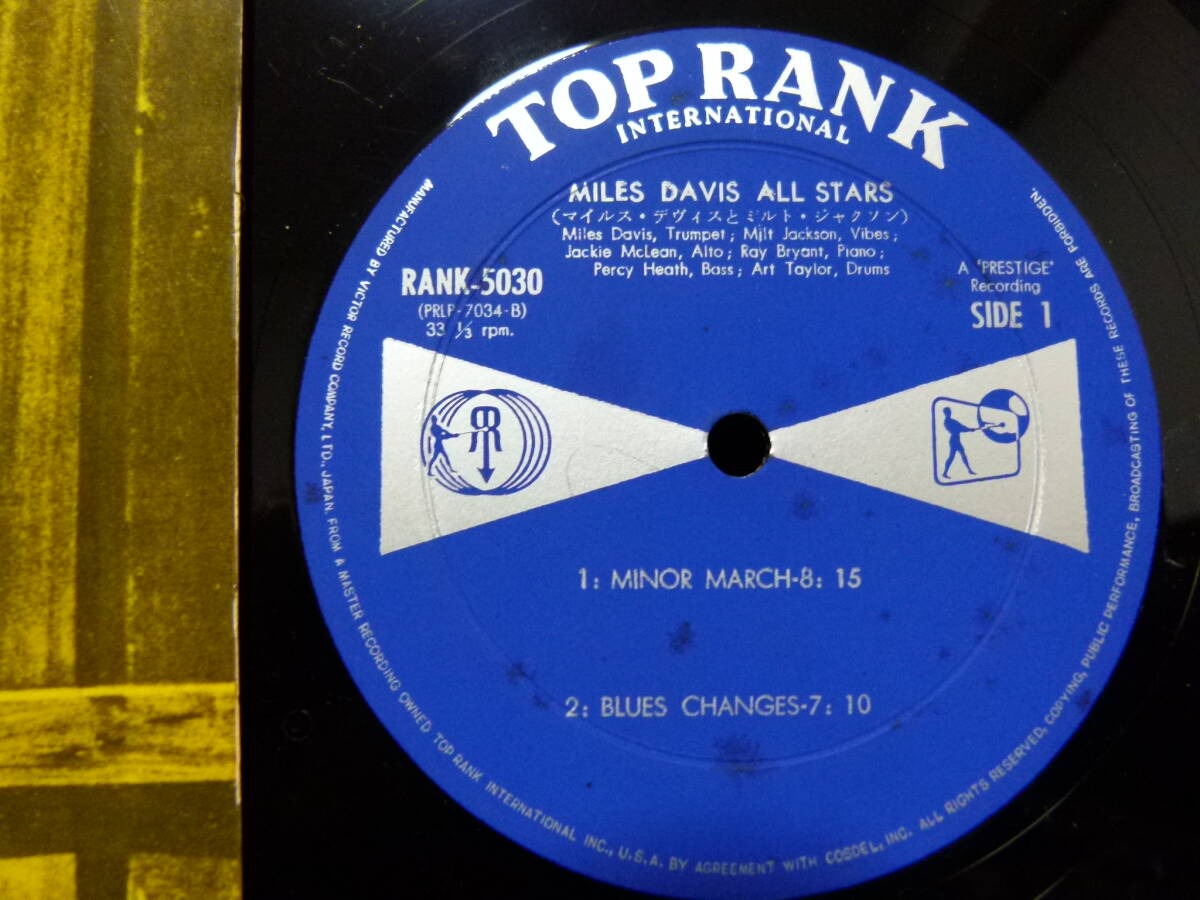 TOP RANK
INTERNATIONAL
MILES DAVIS ALL STARS
(マイルス・デヴィスとミルト・ジャクソン)
Miles Davis, Trumpet; Milt Jackson, Vibes;
Jackie McLean, Alto; Ray Bryant, Piano;
Percy Heath, Bass; Art Taylor, Drums
RANK-5030
(PRLP-7034-B)
33 ⅓ rpm.
A "PRESTIGE"
Recording
SIDE 1
1: MINOR MARCH-8: 15
2: BLUES CHANGES-7: 10
MANUFACTURED BY VICTOR RECORD COMPANY, LTD., JAPAN. FROM A MASTER RECORDING OWNED TOP RANK INTERNATIONAL INC., U.S.A. BY AGREEMENT WITH COSDEL, INC. ALL RIGHTS RESERVED, COPYING, PUBLIC PERFORMANCE, BROADCASTING OF THESE RECORDS ARE FORBIDDEN.